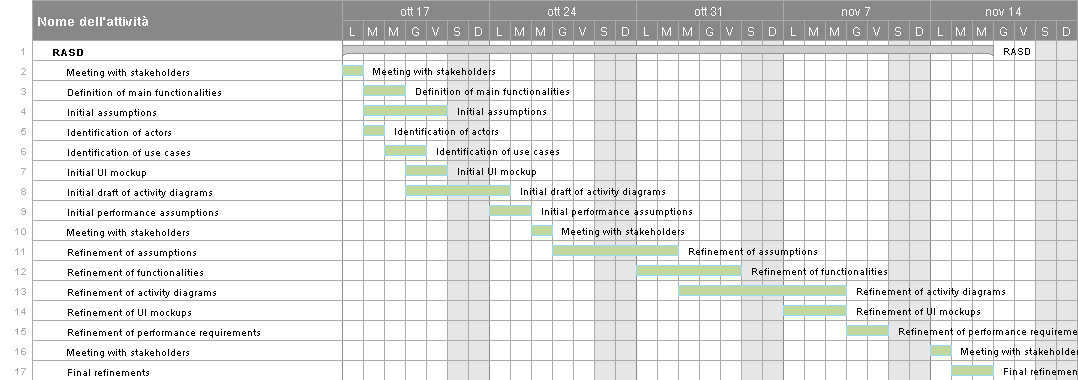 Nome dell'attività
ott 17 ott 24 ott 31 nov 7 nov 14
L M M G V S D L M M G V S D L M M G V S D L M M G V S D L M M G V S D
1 RASD RASD
2 Meeting with stakeholders Meeting with stakeholders
3 Definition of main functionalities Definition of main functionalities
4 Initial assumptions Initial assumptions
5 Identification of actors Identification of actors
6 Identification of use cases Identification of use cases
7 Initial UI mockup Initial UI mockup
8 Initial draft of activity diagrams Initial draft of activity diagrams
9 Initial performance assumptions Initial performance assumptions
10 Meeting with stakeholders Meeting with stakeholders
11 Refinement of assumptions Refinement of assumptions
12 Refinement of functionalities Refinement of functionalities
13 Refinement of activity diagrams Refinement of activity diagrams
14 Refinement of UI mockups Refinement of UI mockups
15 Refinement of performance requirements Refinement of performance requireme
16 Meeting with stakeholders Meeting with stakeholder
17 Final refinements Final refinemen